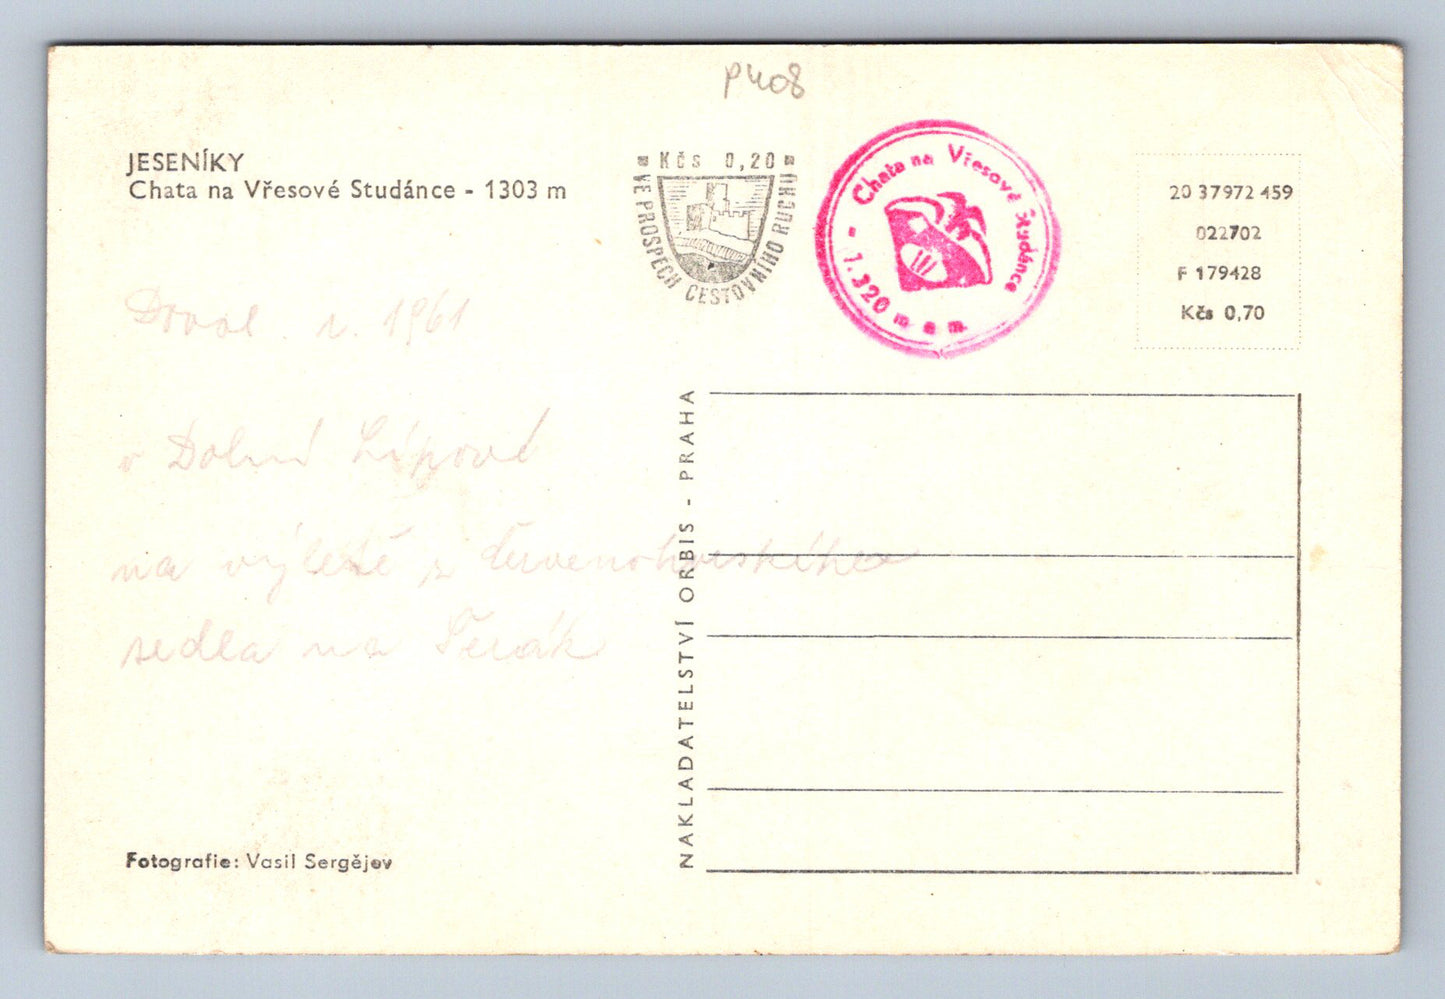 P408
JESENÍKY
Chata na Vřesové Studánce - 1303 m
Kčs 0,20
VE PROSPĚCH CESTOVNÍHO RUCHU
Chata na Vřesové Studánce
- 1.320 m n m.
20 37972 459
022702
F 179428
Kčs 0,70
r. 1961
v Dolní Lipové
na výletě z Červenohorského
sedla na Šerák
NAKLADATELSTVÍ ORBIS - PRAHA
Fotografie: Vasil Sergějev